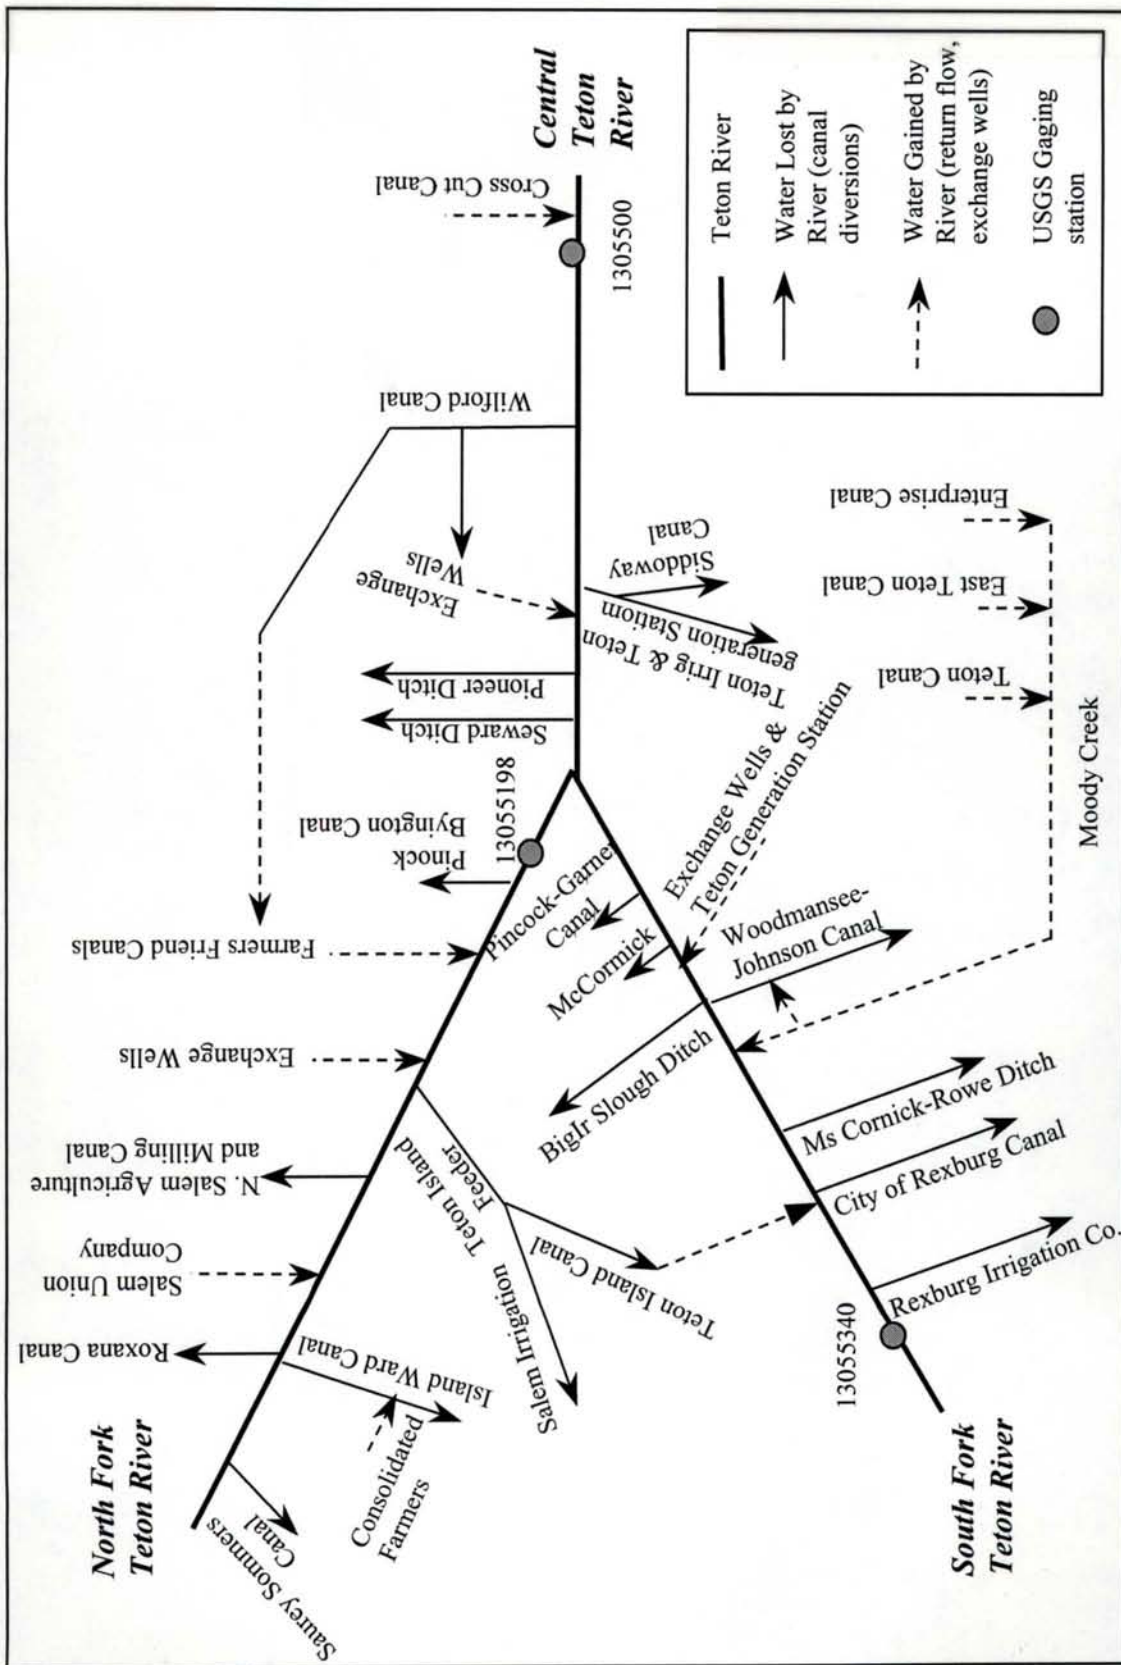 North Fork
Teton River
Central
Teton
River
South Fork
Teton River
Saurey Sommers
Canal
Roxana Canal
Island Ward Canal
Consolidated
Farmers
Salem Union
Company
N. Salem Agriculture
and Milling Canal
Exchange Wells
Teton Island
Feeder
Salem Irrigation
Teton Island Canal
Farmers Friend Canals
Pinock
Byington Canal
13055198
Seward Ditch
Pioneer Ditch
Exchange
Wells
Wilford Canal
Cross Cut Canal
1305500
Siddoway
Canal
Teton Irrig & Teton
generation Statiom
Pincock-Garner
Canal
McCormick
Exchange Wells &
Teton Generation Station
Woodmansee-
Johnson Canal
BigIr Slough Ditch
Ms Cornick-Rowe Ditch
City of Rexburg Canal
Rexburg Irrigation Co.
13055340
Teton Canal
East Teton Canal
Enterprise Canal
Moody Creek
Teton River
Water Lost by
River (canal
diversions)
Water Gained by
River (return flow,
exchange wells)
USGS Gaging
station